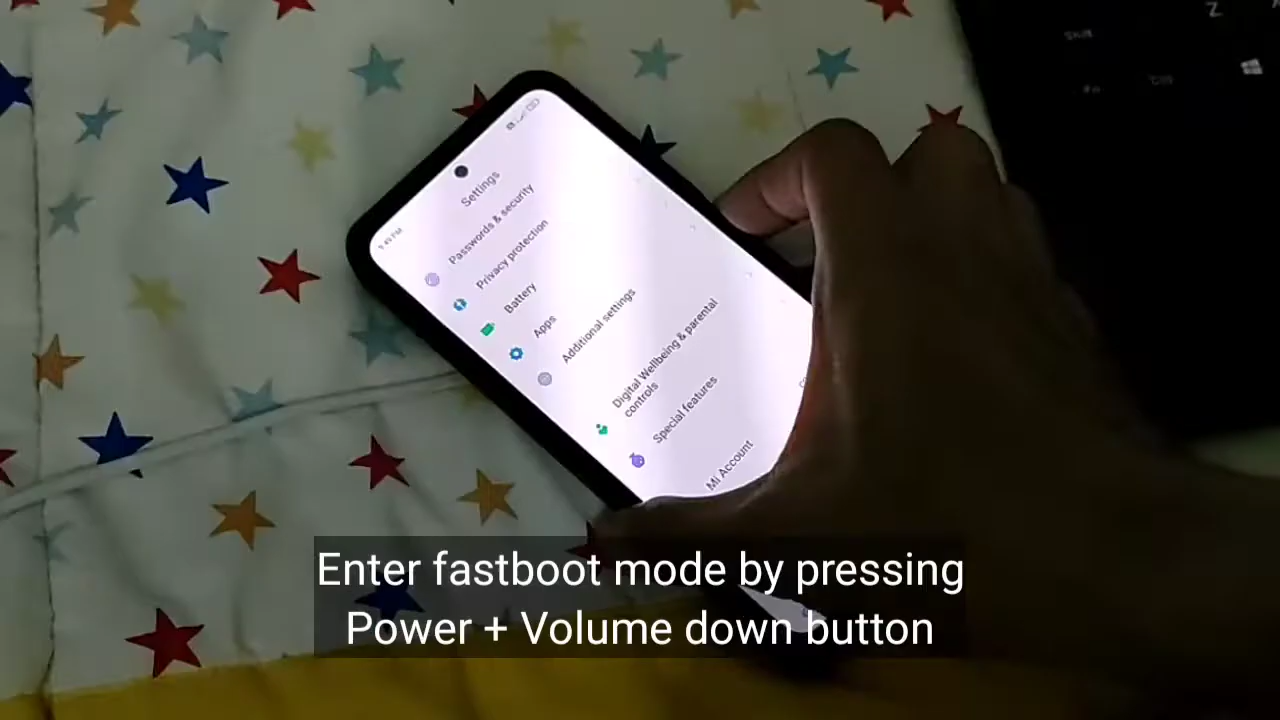 Settings
Passwords & security
Privacy protection
Battery
Apps
Additional settings
Digital Wellbeing & parental
controls
Special features
Mi Account
Enter fastboot mode by pressing
Power + Volume down button
Z